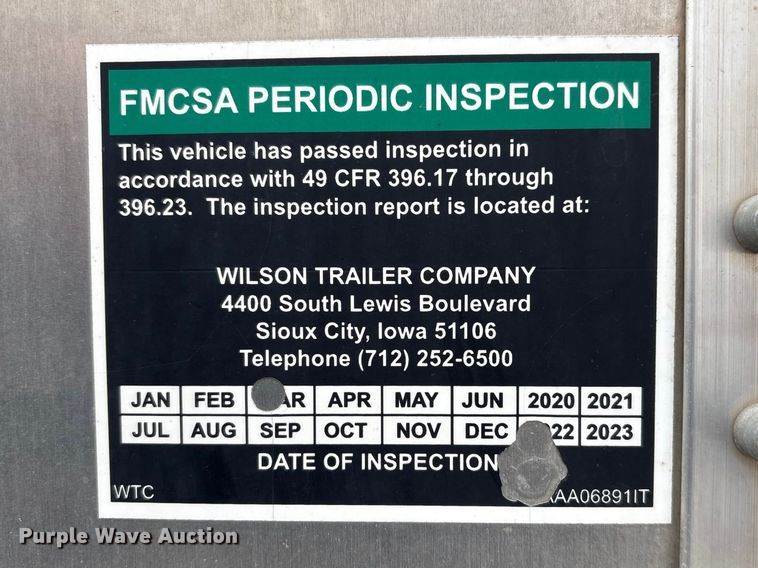 FMCSA PERIODIC INSPECTION
This vehicle has passed inspection in
accordance with 49 CFR 396.17 through
396.23. The inspection report is located at:
WILSON TRAILER COMPANY
4400 South Lewis Boulevard
Sioux City, Iowa 51106
Telephone (712) 252-6500
JAN FEB AR APR MAY JUN 2020 2021
JUL AUG SEP OCT NOV DEC 22 2023
DATE OF INSPECTION
WTC AA06891IT
Purple Wave Auction